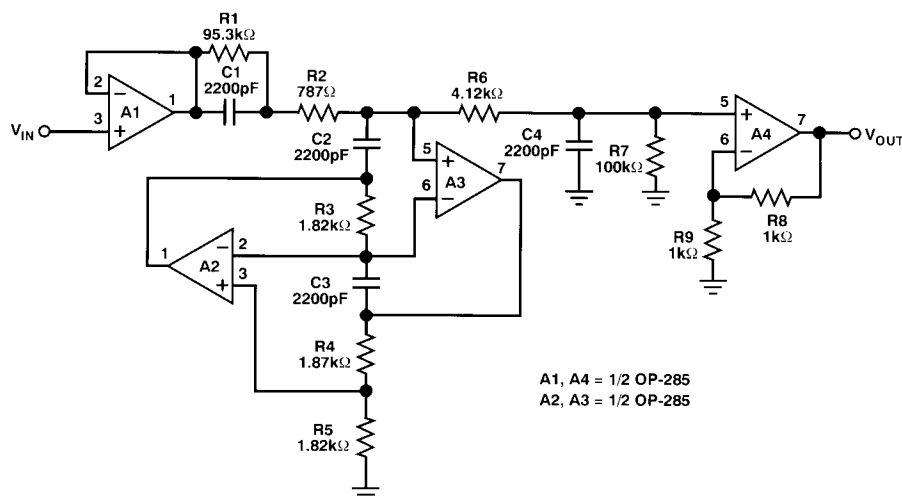 R1
95.3kΩ
C1
2200pF
2
3
1
A1
VIN
R2
787Ω
R6
4.12kΩ
C2
2200pF
5
6
7
A3
C4
2200pF
R7
100kΩ
5
6
7
A4
VOUT
R8
1kΩ
R9
1kΩ
R3
1.82kΩ
1
2
3
A2
C3
2200pF
R4
1.87kΩ
R5
1.82kΩ
A1, A4 = 1/2 OP-285
A2, A3 = 1/2 OP-285